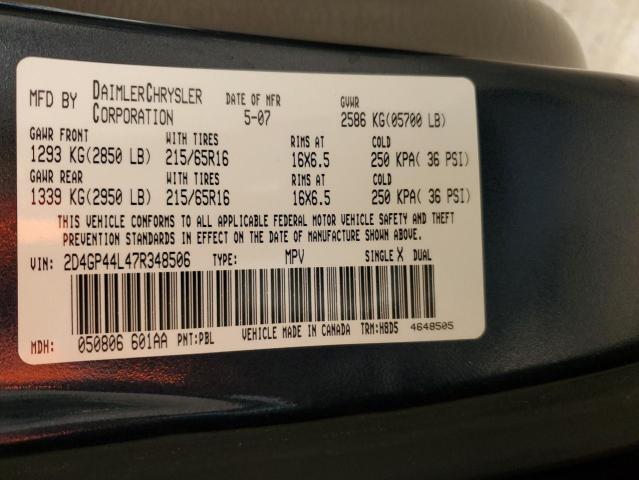 MFD BY DAIMLERCHRYSLER CORPORATION DATE OF MFR 5-07 GVWR 2586 KG(05700 LB)
GAWR FRONT WITH TIRES RIMS AT COLD
1293 KG(2850 LB) 215/65R16 16X6.5 250 KPA( 36 PSI)
GAWR REAR WITH TIRES RIMS AT COLD
1339 KG(2950 LB) 215/65R16 16X6.5 250 KPA( 36 PSI)
THIS VEHICLE CONFORMS TO ALL APPLICABLE FEDERAL MOTOR VEHICLE SAFETY AND THEFT
PREVENTION STANDARDS IN EFFECT ON THE DATE OF MANUFACTURE SHOWN ABOVE.
VIN: 2D4GP44L47R348506 TYPE: MPV SINGLE X DUAL
MDH: 050806 601AA PNT:PBL VEHICLE MADE IN CANADA TRM:H8D5 4648505